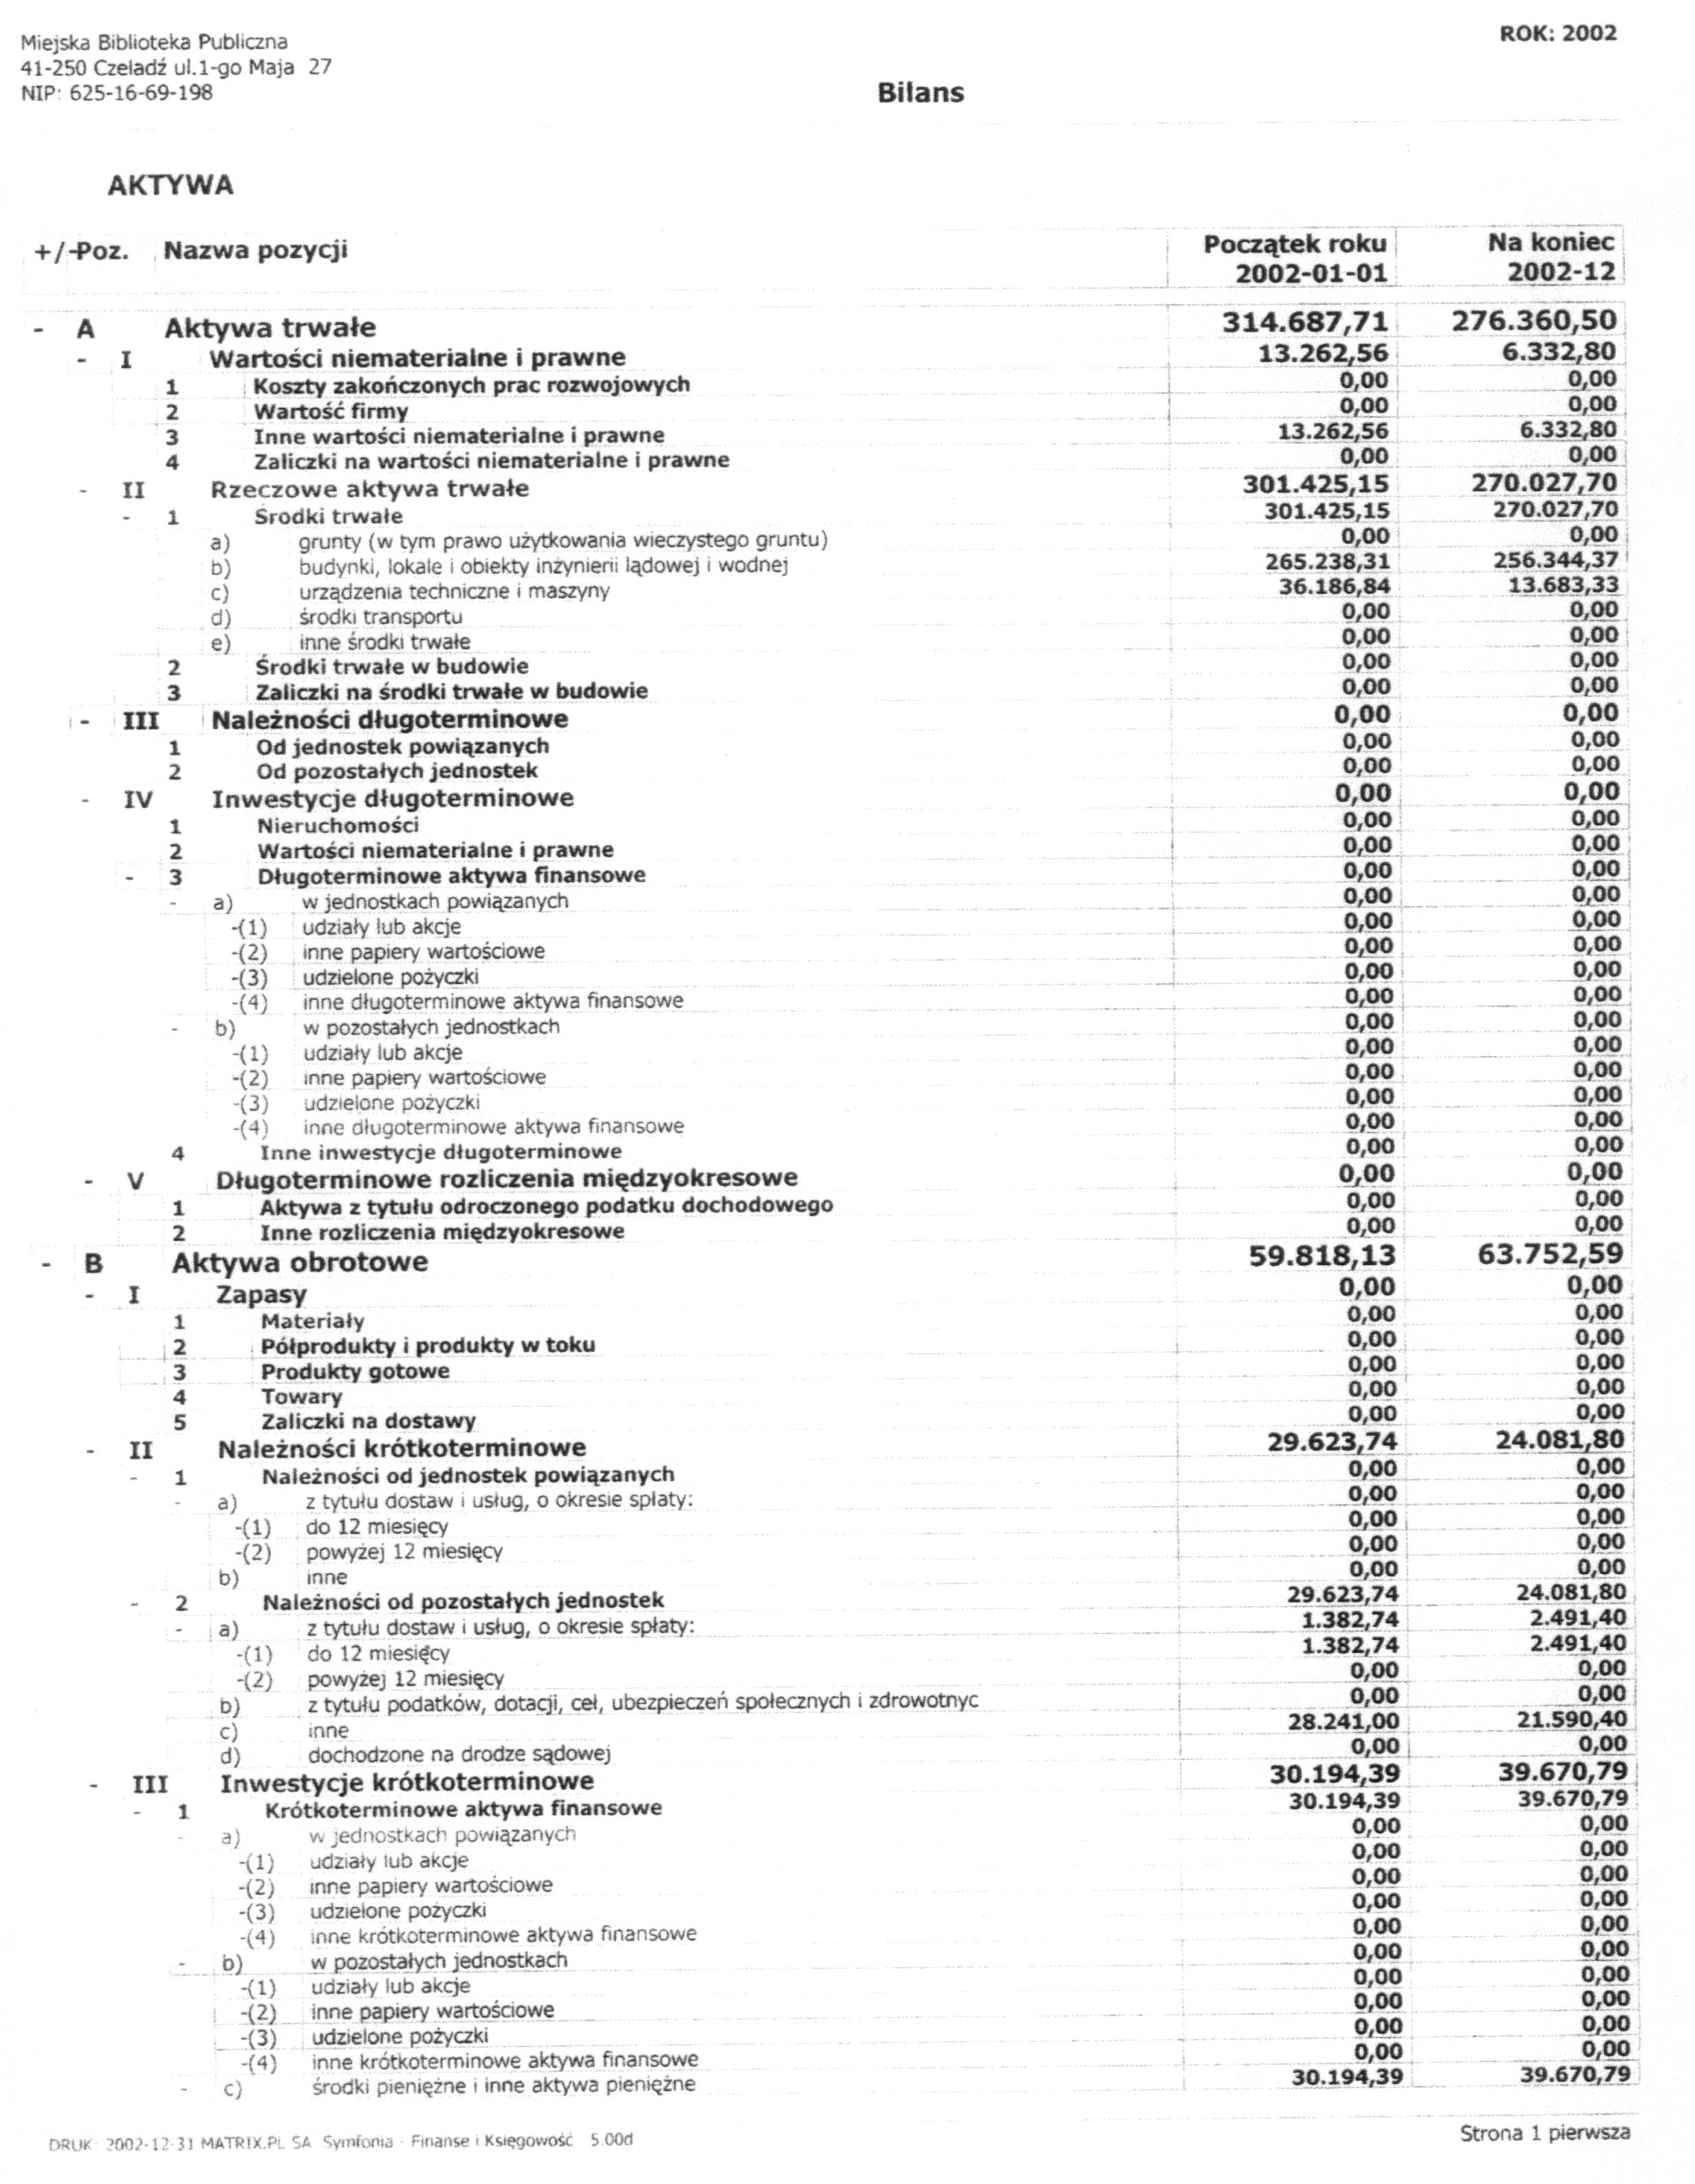 Miejska Biblioteka Publiczna
41-250 Czeladź ul.1-go Maja 27
NIP: 625-16-69-198
ROK: 2002
Bilans
AKTYWA
+/-Poz. Nazwa pozycji Początek roku 2002-01-01 Na koniec 2002-12
- A Aktywa trwałe 314.687,71 276.360,50
- I Wartości niematerialne i prawne 13.262,56 6.332,80
1 Koszty zakończonych prac rozwojowych 0,00 0,00
2 Wartość firmy 0,00 0,00
3 Inne wartości niematerialne i prawne 13.262,56 6.332,80
4 Zaliczki na wartości niematerialne i prawne 0,00 0,00
- II Rzeczowe aktywa trwałe 301.425,15 270.027,70
- 1 Środki trwałe 301.425,15 270.027,70
a) grunty (w tym prawo użytkowania wieczystego gruntu) 0,00 0,00
b) budynki, lokale i obiekty inżynierii lądowej i wodnej 265.238,31 256.344,37
c) urządzenia techniczne i maszyny 36.186,84 13.683,33
d) środki transportu 0,00 0,00
e) inne środki trwałe 0,00 0,00
2 Środki trwałe w budowie 0,00 0,00
3 Zaliczki na środki trwałe w budowie 0,00 0,00
- III Należności długoterminowe 0,00 0,00
1 Od jednostek powiązanych 0,00 0,00
2 Od pozostałych jednostek 0,00 0,00
- IV Inwestycje długoterminowe 0,00 0,00
1 Nieruchomości 0,00 0,00
2 Wartości niematerialne i prawne 0,00 0,00
- 3 Długoterminowe aktywa finansowe 0,00 0,00
- a) w jednostkach powiązanych 0,00 0,00
-(1) udziały lub akcje 0,00 0,00
-(2) inne papiery wartościowe 0,00 0,00
-(3) udzielone pożyczki 0,00 0,00
-(4) inne długoterminowe aktywa finansowe 0,00 0,00
- b) w pozostałych jednostkach 0,00 0,00
-(1) udziały lub akcje 0,00 0,00
-(2) inne papiery wartościowe 0,00 0,00
-(3) udzielone pożyczki 0,00 0,00
-(4) inne długoterminowe aktywa finansowe 0,00 0,00
4 Inne inwestycje długoterminowe 0,00 0,00
- V Długoterminowe rozliczenia międzyokresowe 0,00 0,00
1 Aktywa z tytułu odroczonego podatku dochodowego 0,00 0,00
2 Inne rozliczenia międzyokresowe 0,00 0,00
- B Aktywa obrotowe 59.818,13 63.752,59
- I Zapasy 0,00 0,00
1 Materiały 0,00 0,00
2 Półprodukty i produkty w toku 0,00 0,00
3 Produkty gotowe 0,00 0,00
4 Towary 0,00 0,00
5 Zaliczki na dostawy 0,00 0,00
- II Należności krótkoterminowe 29.623,74 24.081,80
- 1 Należności od jednostek powiązanych 0,00 0,00
- a) z tytułu dostaw i usług, o okresie spłaty: 0,00 0,00
-(1) do 12 miesięcy 0,00 0,00
-(2) powyżej 12 miesięcy 0,00 0,00
b) inne 0,00 0,00
- 2 Należności od pozostałych jednostek 29.623,74 24.081,80
- a) z tytułu dostaw i usług, o okresie spłaty: 1.382,74 2.491,40
-(1) do 12 miesięcy 1.382,74 2.491,40
-(2) powyżej 12 miesięcy 0,00 0,00
b) z tytułu podatków, dotacji, ceł, ubezpieczeń społecznych i zdrowotnyc 0,00 0,00
c) inne 28.241,00 21.590,40
d) dochodzone na drodze sądowej 0,00 0,00
- III Inwestycje krótkoterminowe 30.194,39 39.670,79
- 1 Krótkoterminowe aktywa finansowe 30.194,39 39.670,79
- a) w jednostkach powiązanych 0,00 0,00
-(1) udziały lub akcje 0,00 0,00
-(2) inne papiery wartościowe 0,00 0,00
-(3) udzielone pożyczki 0,00 0,00
-(4) inne krótkoterminowe aktywa finansowe 0,00 0,00
- b) w pozostałych jednostkach 0,00 0,00
-(1) udziały lub akcje 0,00 0,00
-(2) inne papiery wartościowe 0,00 0,00
-(3) udzielone pożyczki 0,00 0,00
-(4) inne krótkoterminowe aktywa finansowe 0,00 0,00
- c) środki pieniężne i inne aktywa pieniężne 30.194,39 39.670,79
DRUK: 2002-12-31 MATRIX.PL SA Symfonia - Finanse i Księgowość 5.00d
Strona 1 pierwsza